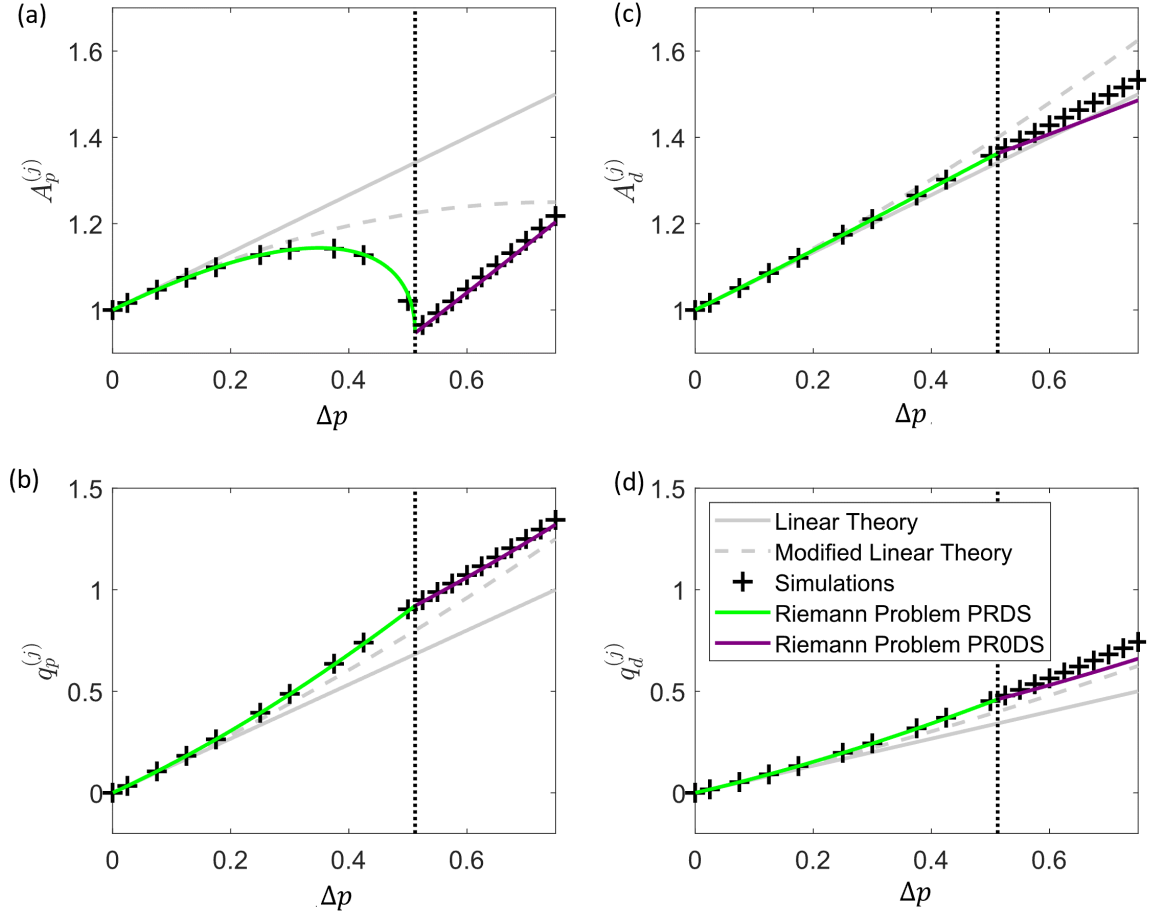 (a)
1.6
1.4
1.2
1
A_p^(j)
0 0.2 0.4 0.6
Δp
(c)
1.6
1.4
1.2
1
A_d^(j)
0 0.2 0.4 0.6
Δp
(b)
1.5
1
0.5
0
q_p^(j)
0 0.2 0.4 0.6
Δp
(d)
1.5
1
0.5
0
q_d^(j)
Linear Theory
Modified Linear Theory
Simulations
Riemann Problem PRDS
Riemann Problem PR0DS
0 0.2 0.4 0.6
Δp